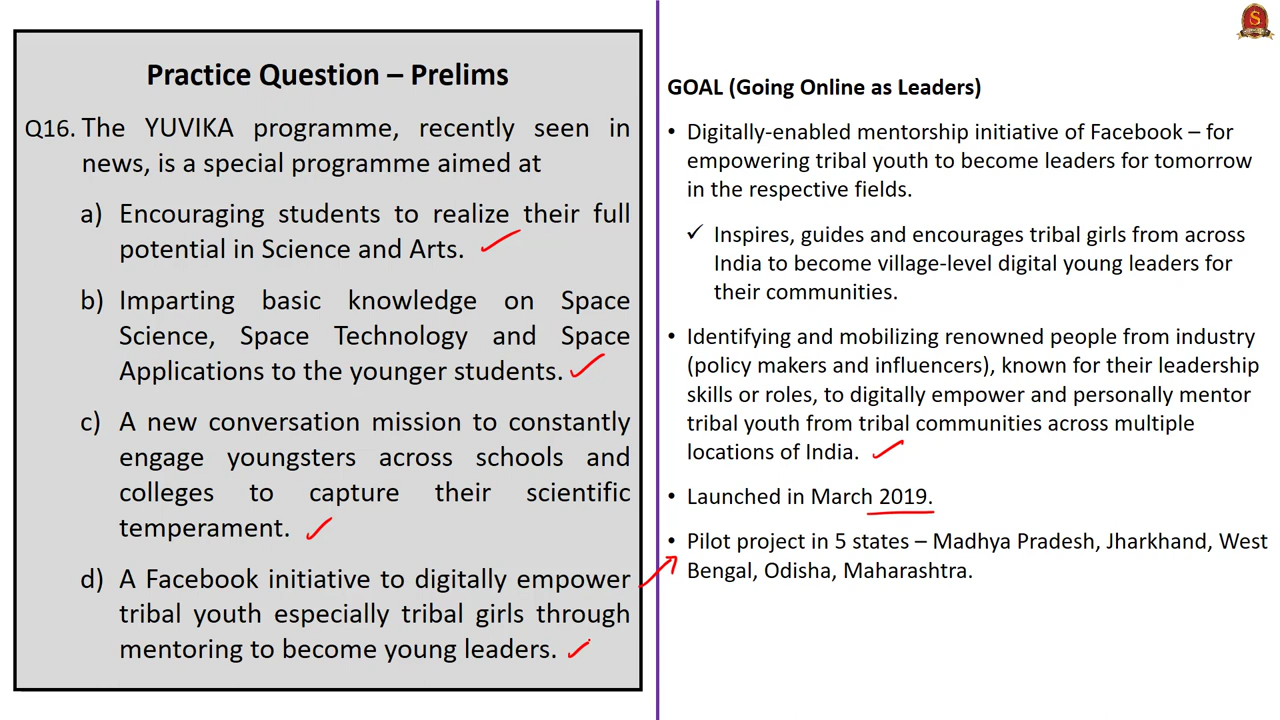 Practice Question – Prelims
Q16. The YUVIKA programme, recently seen in
news, is a special programme aimed at
a) Encouraging students to realize their full
potential in Science and Arts.
b) Imparting basic knowledge on Space
Science, Space Technology and Space
Applications to the younger students.
c) A new conversation mission to constantly
engage youngsters across schools and
colleges to capture their scientific
temperament.
d) A Facebook initiative to digitally empower
tribal youth especially tribal girls through
mentoring to become young leaders.
GOAL (Going Online as Leaders)
• Digitally-enabled mentorship initiative of Facebook – for
empowering tribal youth to become leaders for tomorrow
in the respective fields.
✓ Inspires, guides and encourages tribal girls from across
India to become village-level digital young leaders for
their communities.
• Identifying and mobilizing renowned people from industry
(policy makers and influencers), known for their leadership
skills or roles, to digitally empower and personally mentor
tribal youth from tribal communities across multiple
locations of India.
• Launched in March 2019.
• Pilot project in 5 states – Madhya Pradesh, Jharkhand, West
Bengal, Odisha, Maharashtra.
S